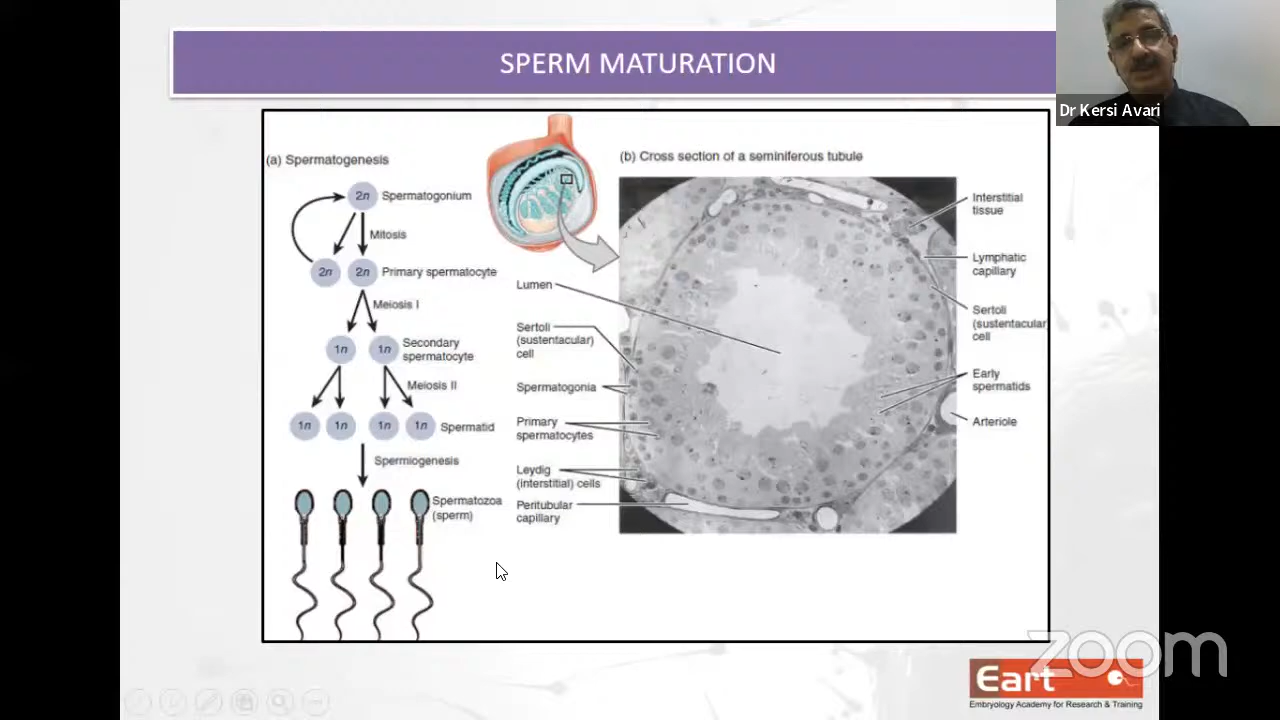 SPERM MATURATION
Dr Kersi Avari
(a) Spermatogenesis
2n
Spermatogonium
Mitosis
2n
2n
Primary spermatocyte
Meiosis I
1n
1n
Secondary
spermatocyte
Meiosis II
1n
1n
1n
1n
Spermatid
Spermiogenesis
Spermatozoa
(sperm)
(b) Cross section of a seminiferous tubule
Lumen
Sertoli
(sustentacular)
cell
Spermatogonia
Primary
spermatocytes
Leydig
(interstitial) cells
Peritubular
capillary
Interstitial
tissue
Lymphatic
capillary
Sertoli
(sustentacular
cell
Early
spermatids
Arteriole
zoom
Eart
Embryology Academy for Research & Training